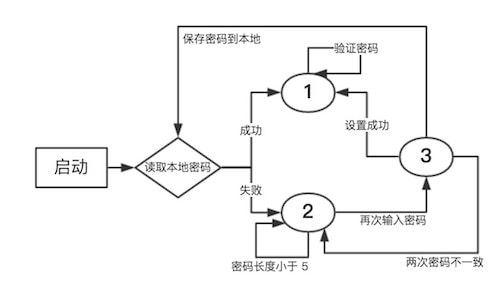 保存密码到本地
验证密码
1
成功
设置成功
启动
读取本地密码
3
失败
2
再次输入密码
密码长度小于 5
两次密码不一致